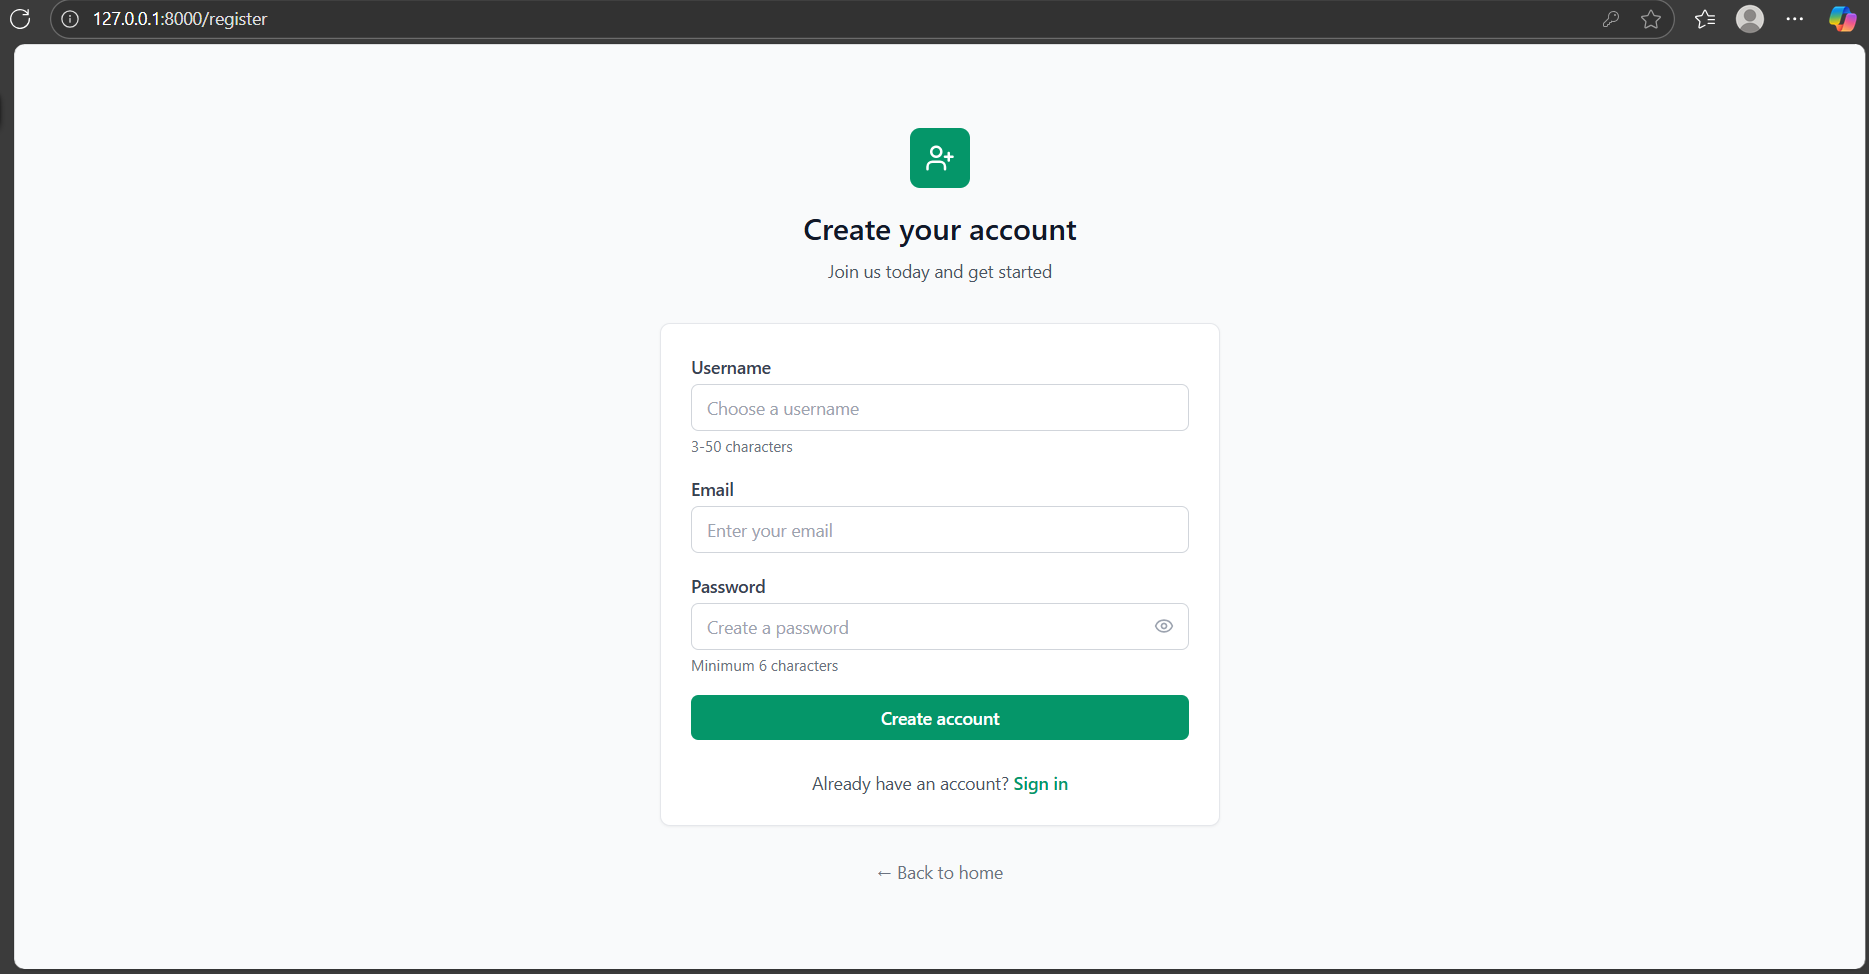 127.0.0.1:8000/register
Create your account
Join us today and get started
Username
Choose a username
3-50 characters
Email
Enter your email
Password
Create a password
Minimum 6 characters
Create account
Already have an account? Sign in
← Back to home